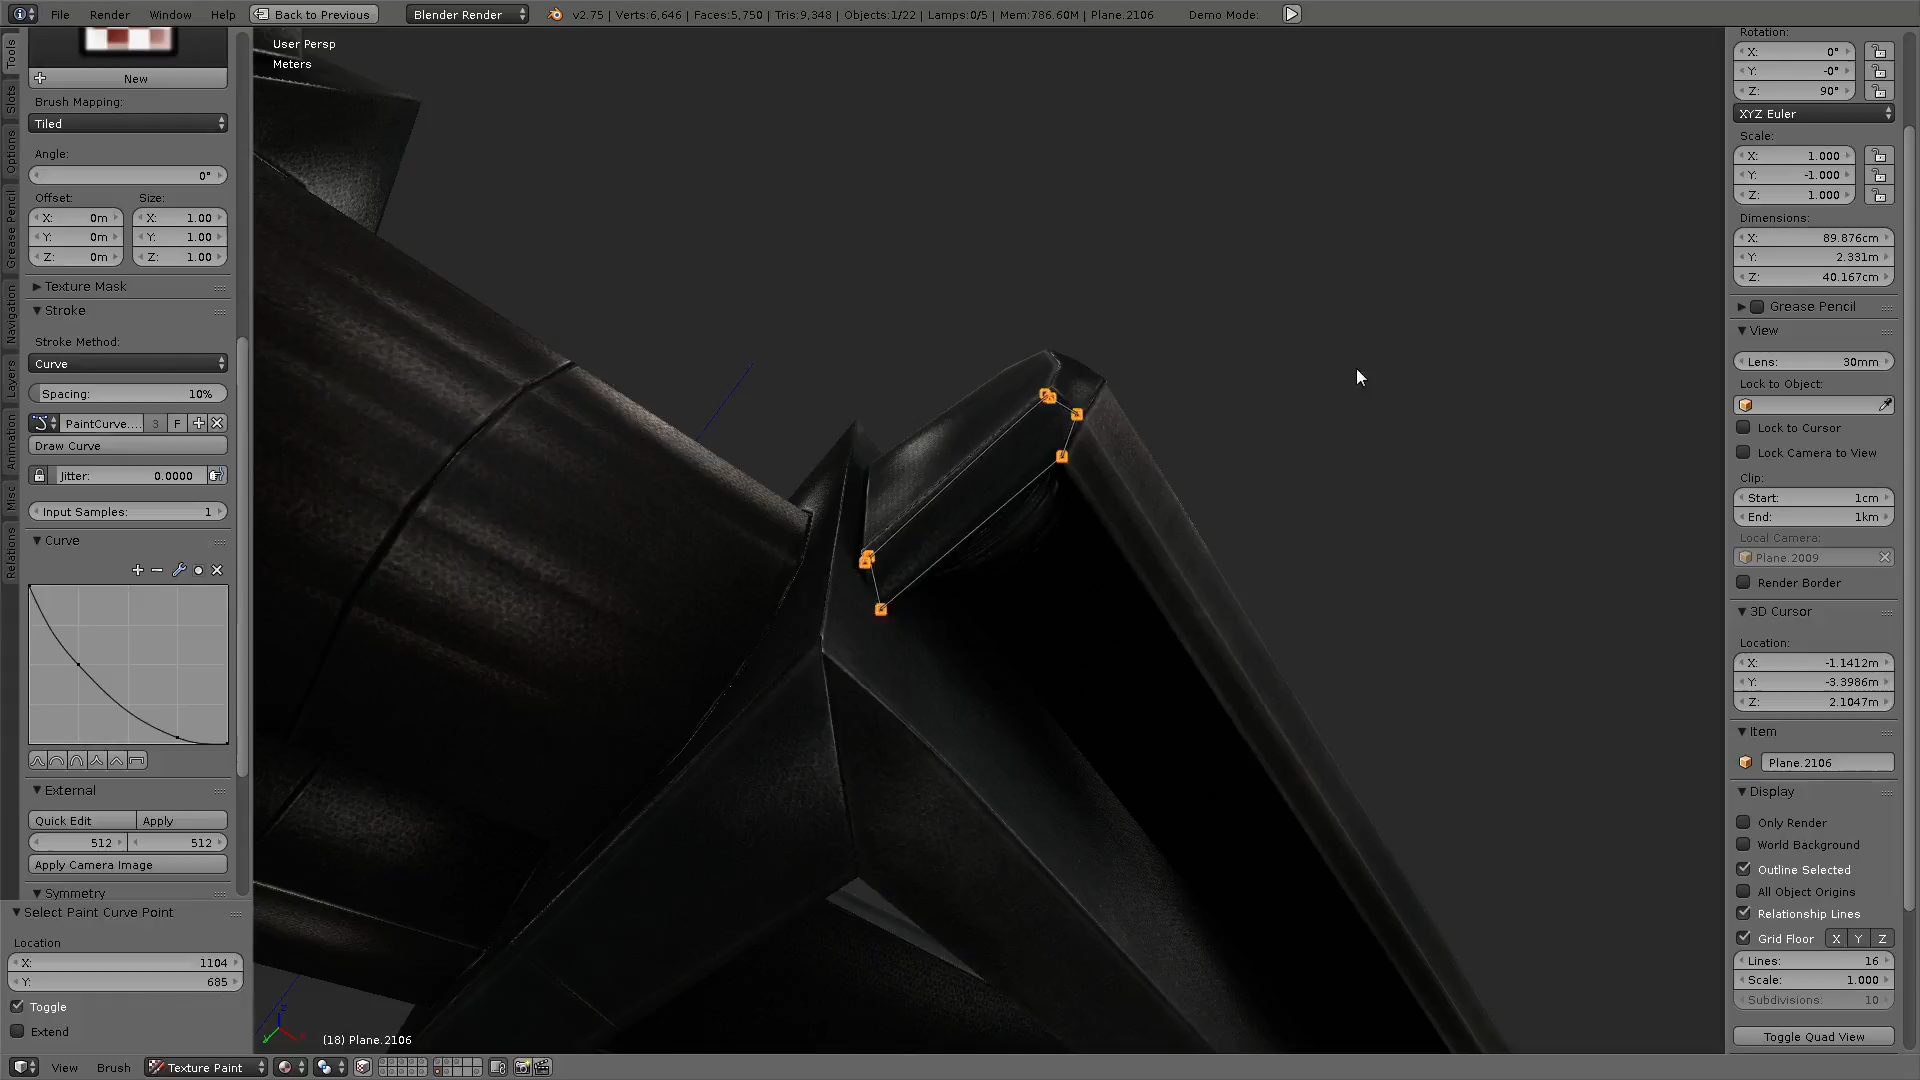 File Render Window Help Back to Previous Blender Render v2.75 | Verts:6,646 | Faces:5,750 | Tris:9,348 | Objects:1/22 | Lamps:0/5 | Mem:786.60M | Plane.2106 Demo Mode:
User Persp
Meters
Tools
Slots
Options
Grease Pencil
Navigation
Layers
Animation
Misc
Relations
New
Brush Mapping:
Tiled
Angle:
0°
Offset: Size:
X: 0m X: 1.00
Y: 0m Y: 1.00
Z: 0m Z: 1.00
Texture Mask
Stroke
Stroke Method:
Curve
Spacing: 10%
PaintCurve.... 3 F
Draw Curve
Jitter: 0.0000
Input Samples: 1
Curve
External
Quick Edit Apply
512 512
Apply Camera Image
Symmetry
Select Paint Curve Point
Location
X: 1104
Y: 685
Toggle
Extend
(18) Plane.2106
View Brush Texture Paint
Rotation:
X: 0°
Y: -0°
Z: 90°
XYZ Euler
Scale:
X: 1.000
Y: -1.000
Z: 1.000
Dimensions:
X: 89.876cm
Y: 2.331m
Z: 40.167cm
Grease Pencil
View
Lens: 30mm
Lock to Object:
Lock to Cursor
Lock Camera to View
Clip:
Start: 1cm
End: 1km
Local Camera:
Plane.2009
Render Border
3D Cursor
Location:
X: -1.1412m
Y: -3.3986m
Z: 2.1047m
Item
Plane.2106
Display
Only Render
World Background
Outline Selected
All Object Origins
Relationship Lines
Grid Floor X Y Z
Lines: 16
Scale: 1.000
Subdivisions: 10
Toggle Quad View